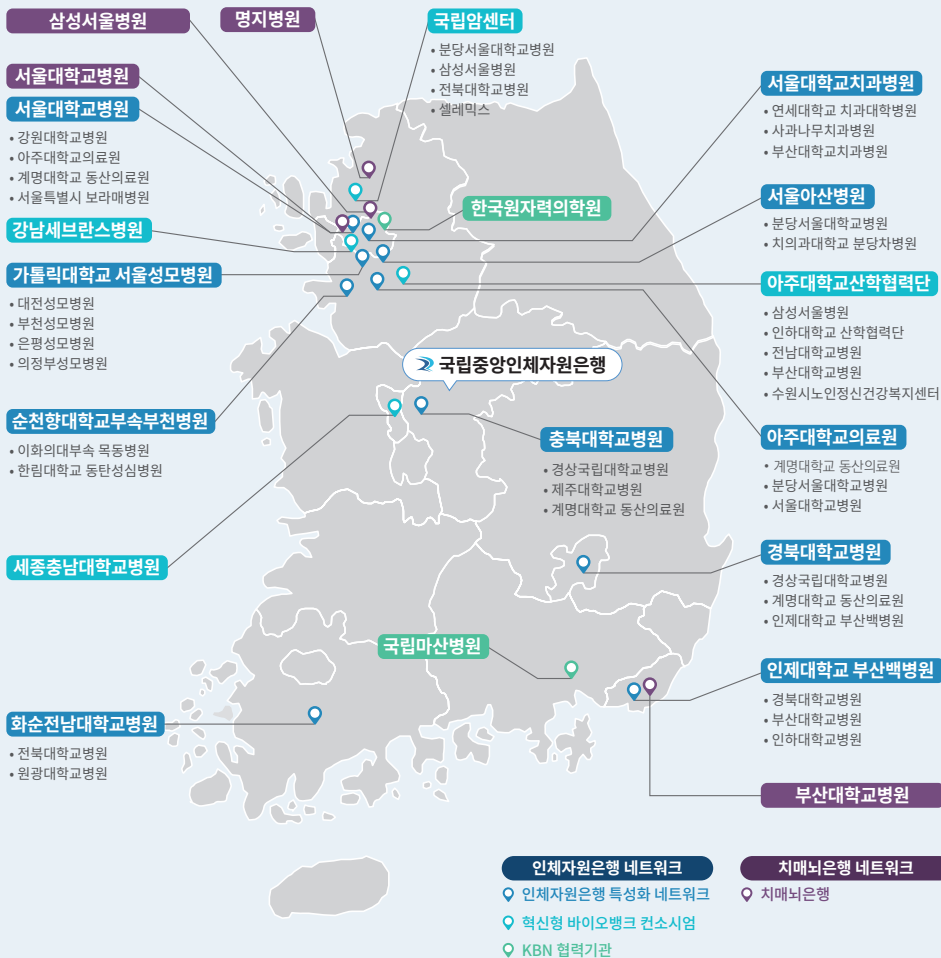 삼성서울병원
명지병원
국립암센터
• 분당서울대학교병원
• 삼성서울병원
• 전북대학교병원
• 셀레믹스
서울대학교병원
서울대학교병원
• 강원대학교병원
• 아주대학교의료원
• 계명대학교 동산의료원
• 서울특별시 보라매병원
강남세브란스병원
가톨릭대학교 서울성모병원
• 대전성모병원
• 부천성모병원
• 은평성모병원
• 의정부성모병원
순천향대학교부속부천병원
• 이화의대부속 목동병원
• 한림대학교 동탄성심병원
세종충남대학교병원
화순전남대학교병원
• 전북대학교병원
• 원광대학교병원
한국원자력의학원
국립중앙인체자원은행
충북대학교병원
• 경상국립대학교병원
• 제주대학교병원
• 계명대학교 동산의료원
국립마산병원
서울대학교치과병원
• 연세대학교 치과대학병원
• 사과나무치과병원
• 부산대학교치과병원
서울아산병원
• 분당서울대학교병원
• 치의과대학교 분당차병원
아주대학교산학협력단
• 삼성서울병원
• 인하대학교 산학협력단
• 전남대학교병원
• 부산대학교병원
• 수원시노인정신건강복지센터
아주대학교의료원
• 계명대학교 동산의료원
• 분당서울대학교병원
• 서울대학교병원
경북대학교병원
• 경상국립대학교병원
• 계명대학교 동산의료원
• 인제대학교 부산백병원
인제대학교 부산백병원
• 경북대학교병원
• 부산대학교병원
• 인하대학교병원
부산대학교병원
인체자원은행 네트워크
인체자원은행 특성화 네트워크
혁신형 바이오뱅크 컨소시엄
KBN 협력기관
치매뇌은행 네트워크
치매뇌은행